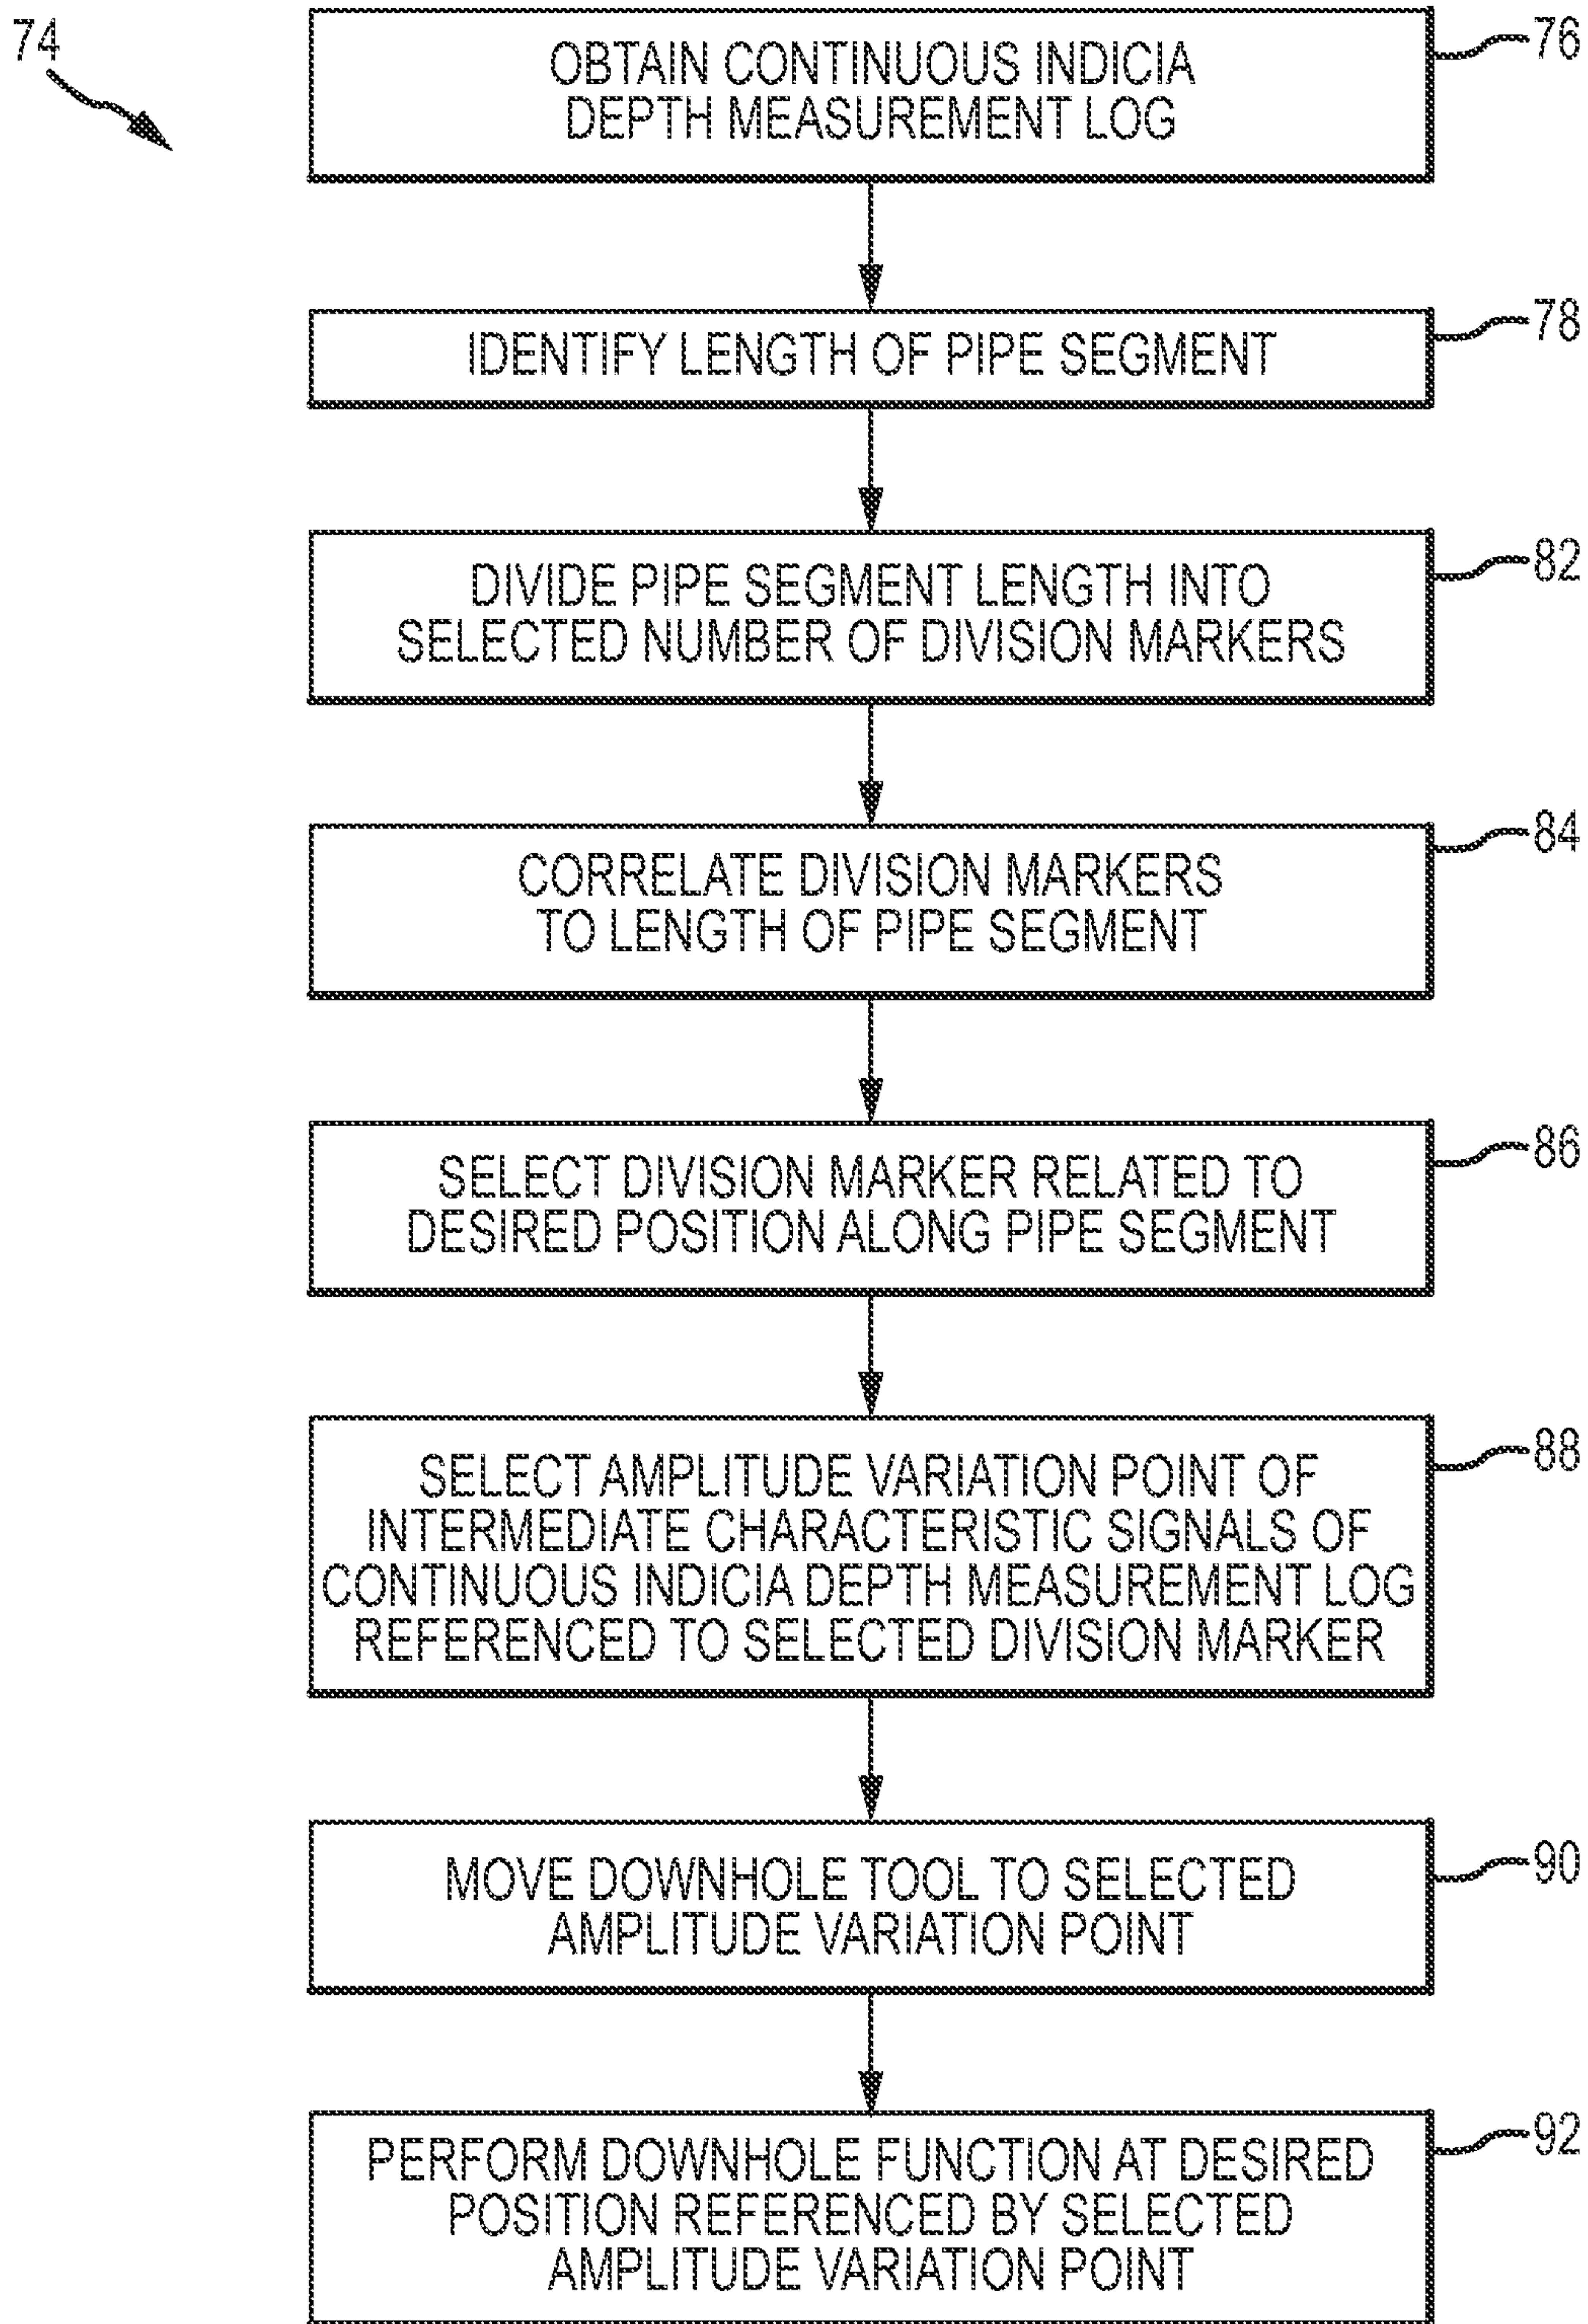 74
OBTAIN CONTINUOUS INDICIA
DEPTH MEASUREMENT LOG
76
IDENTIFY LENGTH OF PIPE SEGMENT
78
DIVIDE PIPE SEGMENT LENGTH INTO
SELECTED NUMBER OF DIVISION MARKERS
82
CORRELATE DIVISION MARKERS
TO LENGTH OF PIPE SEGMENT
84
SELECT DIVISION MARKER RELATED TO
DESIRED POSITION ALONG PIPE SEGMENT
86
SELECT AMPLITUDE VARIATION POINT OF
INTERMEDIATE CHARACTERISTIC SIGNALS OF
CONTINUOUS INDICIA DEPTH MEASUREMENT LOG
REFERENCED TO SELECTED DIVISION MARKER
88
MOVE DOWNHOLE TOOL TO SELECTED
AMPLITUDE VARIATION POINT
90
PERFORM DOWNHOLE FUNCTION AT DESIRED
POSITION REFERENCED BY SELECTED
AMPLITUDE VARIATION POINT
92